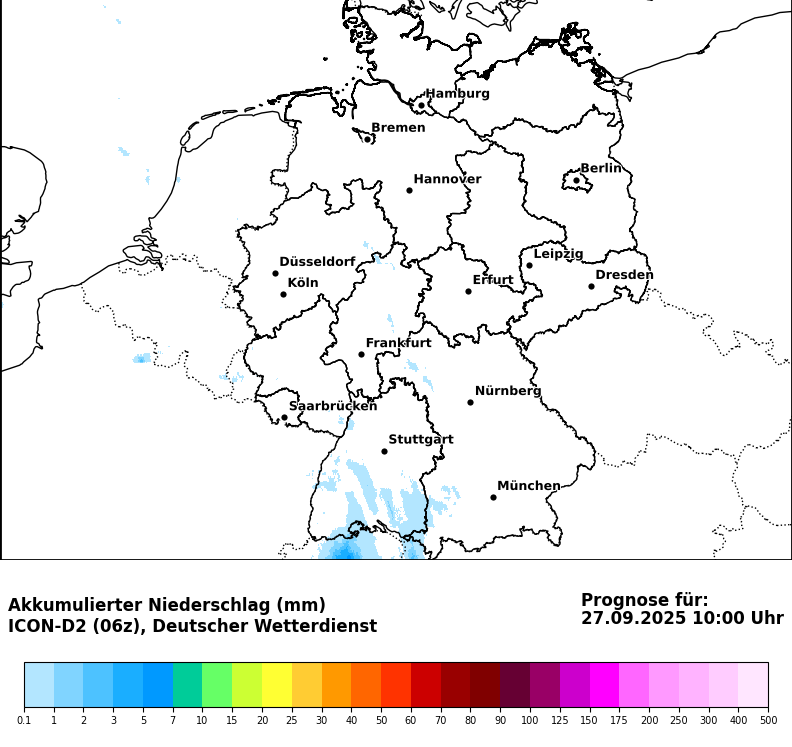 Hamburg
Bremen
Berlin
Hannover
Leipzig
Düsseldorf
Dresden
Köln
Erfurt
Frankfurt
Nürnberg
Saarbrücken
Stuttgart
München
Akkumulierter Niederschlag (mm)
ICON-D2 (06z), Deutscher Wetterdienst
Prognose für:
27.09.2025 10:00 Uhr
0.1 1 2 3 5 7 10 15 20 25 30 40 50 60 70 80 90 100 125 150 175 200 250 300 400 500